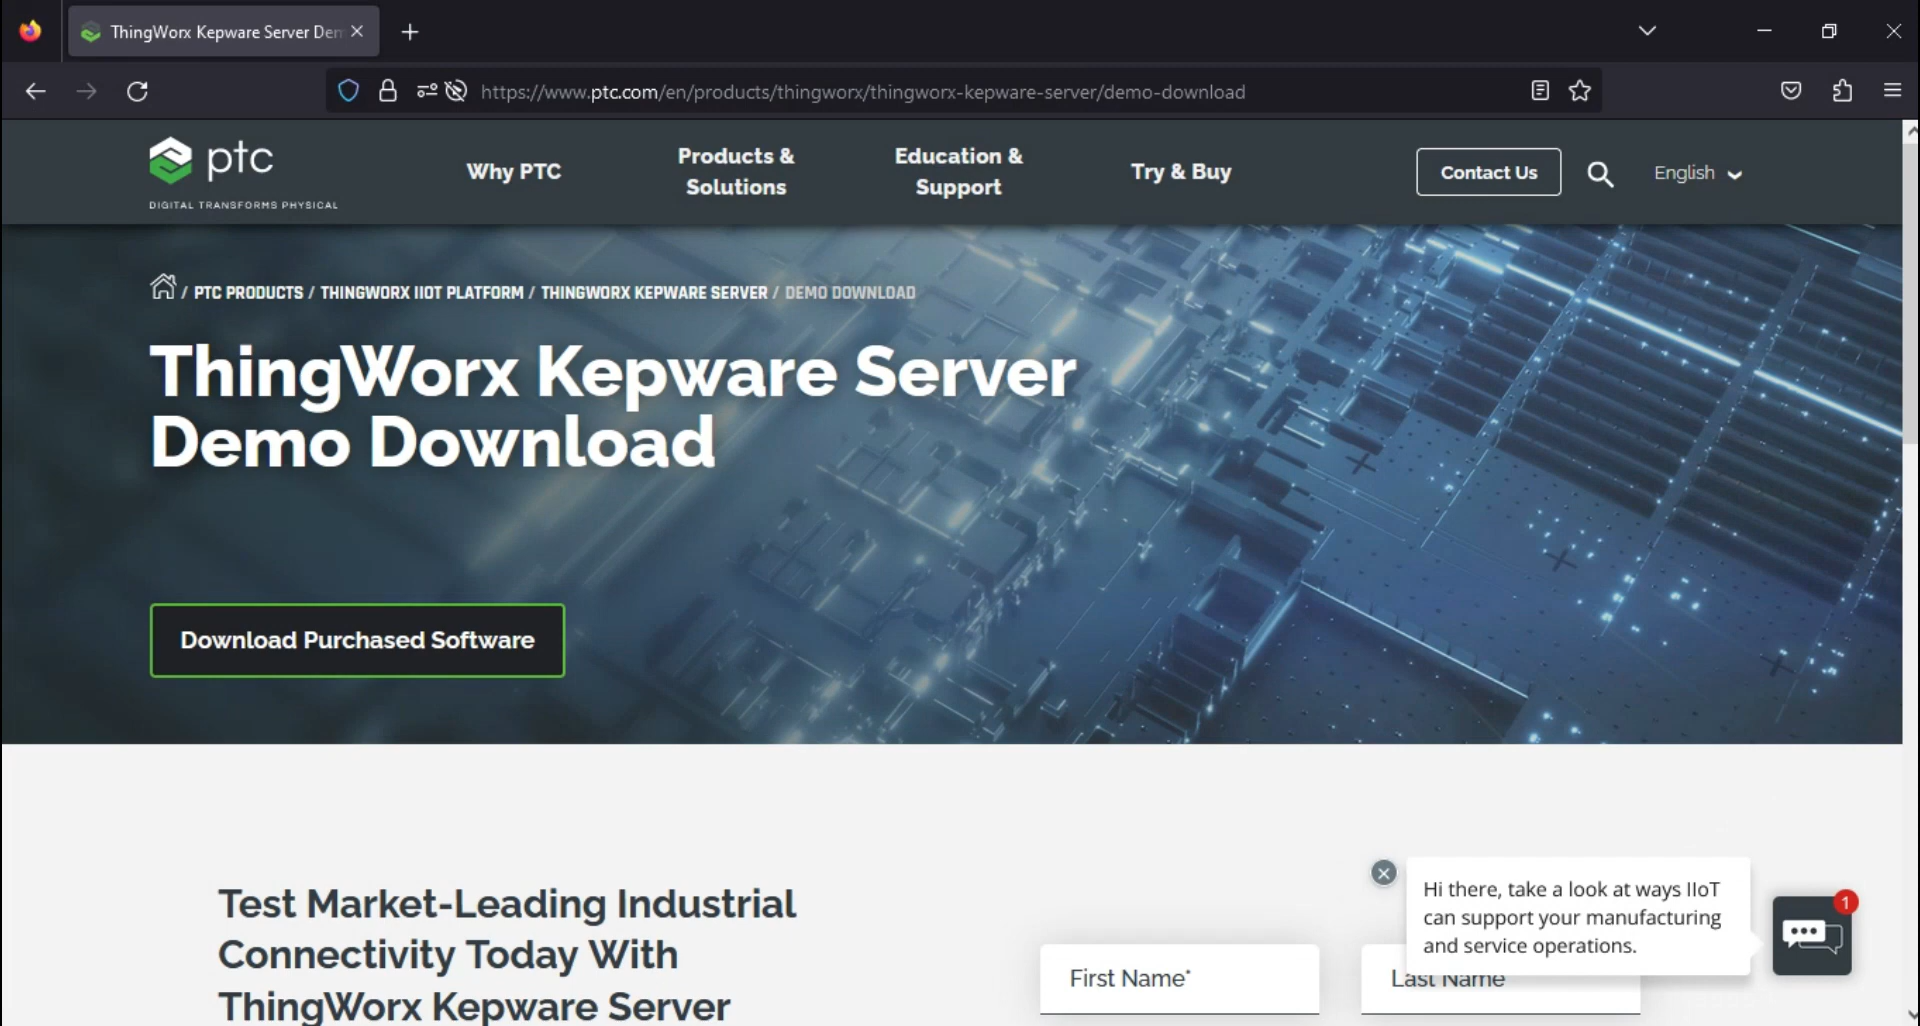 ThingWorx Kepware Server Dem
https://www.ptc.com/en/products/thingworx/thingworx-kepware-server/demo-download
ptc
DIGITAL TRANSFORMS PHYSICAL
Why PTC
Products &
Solutions
Education &
Support
Try & Buy
Contact Us
English
/ PTC PRODUCTS / THINGWORX IIOT PLATFORM / THINGWORX KEPWARE SERVER / DEMO DOWNLOAD
ThingWorx Kepware Server
Demo Download
Download Purchased Software
Test Market-Leading Industrial
Connectivity Today With
ThingWorx Kepware Server
First Name*
Last Name
Hi there, take a look at ways IIoT
can support your manufacturing
and service operations.
1